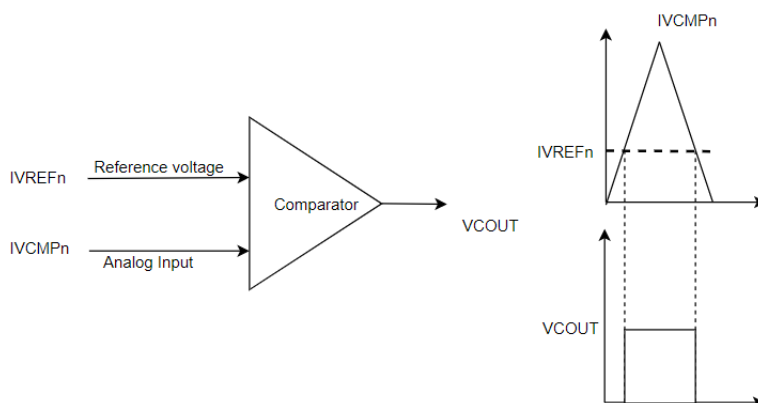 IVCMPn
IVREFn
Reference voltage
IVREFn
Comparator
VCOUT
IVCMPn
Analog Input
VCOUT